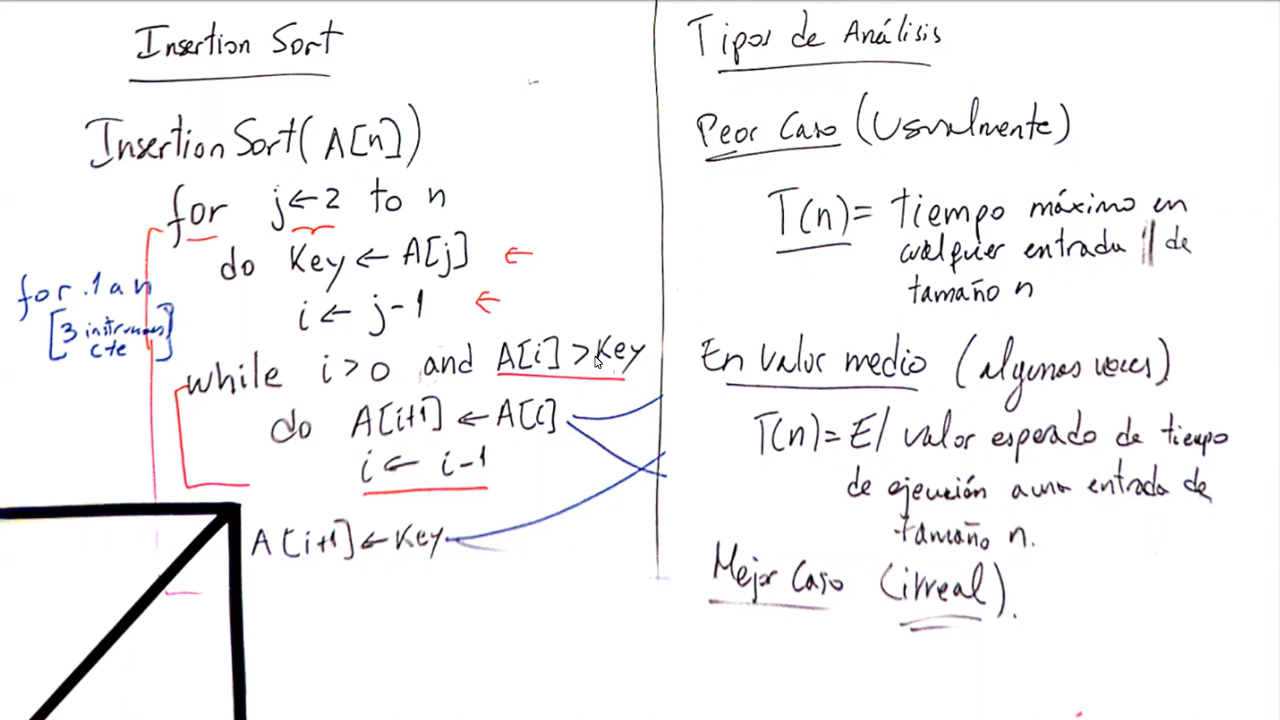 Insertion Sort
InsertionSort(A[n])
for j ← 2 to n
do Key ← A[j] ←
i ← j-1 ←
for 1 a n
[3 instrucciones
cte]
while i > 0 and A[i] > Key
do A[i+1] ← A[i]
i ← i-1
A[i+1] ← Key
Tipos de Análisis
Peor Caso (Usualmente)
T(n) = tiempo máximo en
cualquier entrada de
tamaño n
En Valor medio (algunas veces)
T(n) = El valor esperado de tiempo
de ejecución a una entrada de
tamaño n.
Mejor Caso (irreal).